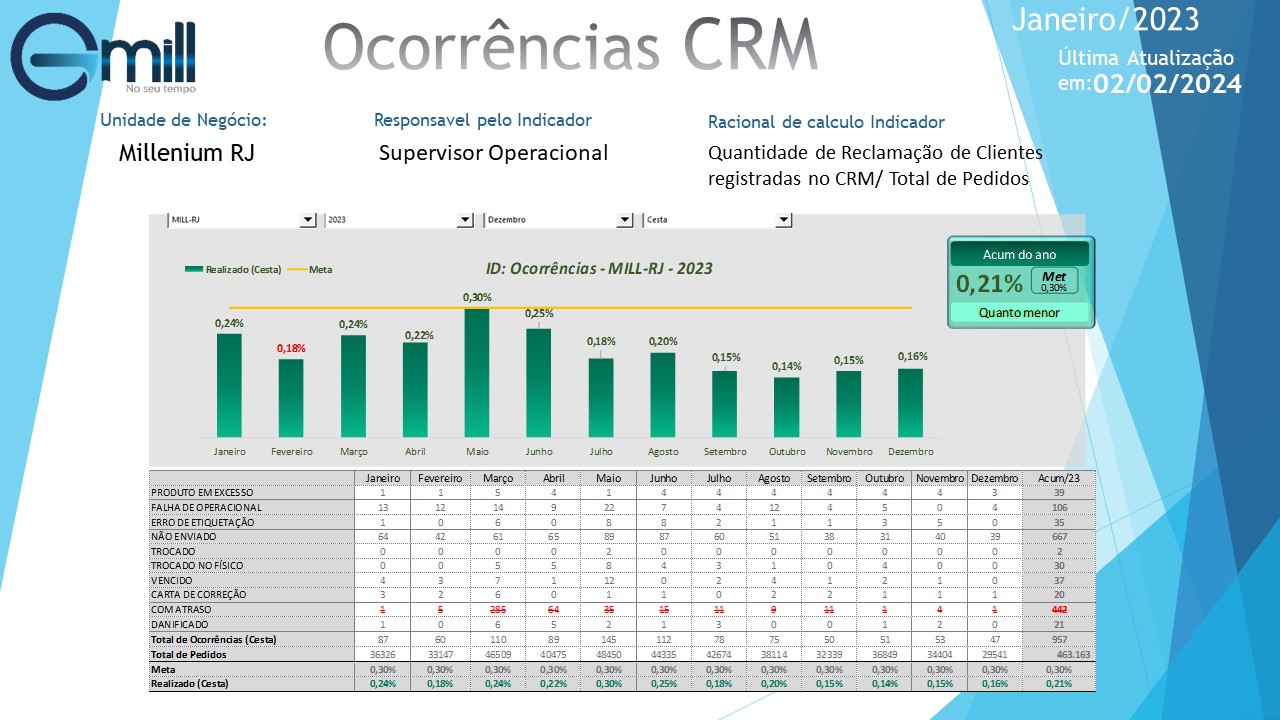 Gmill
No seu tempo
Ocorrências CRM
Janeiro/2023
Última Atualização
em:02/02/2024
Unidade de Negócio:
Millenium RJ
Responsavel pelo Indicador
Supervisor Operacional
Racional de calculo Indicador
Quantidade de Reclamação de Clientes
registradas no CRM/ Total de Pedidos
MILL-RJ 2023 Dezembro Cesta
Realizado (Cesta) Meta
ID: Ocorrências - MILL-RJ - 2023
Acum do ano
0,21% Met
0,30%
Quanto menor
0,24% 0,18% 0,24% 0,22% 0,30% 0,25% 0,18% 0,20% 0,15% 0,14% 0,15% 0,16%
Janeiro Fevereiro Março Abril Maio Junho Julho Agosto Setembro Outubro Novembro Dezembro
Janeiro Fevereiro Março Abril Maio Junho Julho Agosto Setembro Outubro Novembro Dezembro Acum/23
PRODUTO EM EXCESSO 1 1 5 4 1 4 4 4 4 4 4 3 39
FALHA DE OPERACIONAL 13 12 14 9 22 7 4 12 4 5 0 4 106
ERRO DE ETIQUETAÇÃO 1 0 6 0 8 8 2 1 1 3 5 0 35
NÃO ENVIADO 64 42 61 65 89 87 60 51 38 31 40 39 667
TROCADO 0 0 0 0 2 0 0 0 0 0 0 0 2
TROCADO NO FÍSICO 0 0 5 5 8 4 3 1 0 4 0 0 30
VENCIDO 4 3 7 1 12 0 2 4 1 2 1 0 37
CARTA DE CORREÇÃO 3 2 6 0 1 1 0 2 2 1 1 1 20
COM ATRASO 1 5 285 64 35 15 11 9 11 1 4 1 442
DANIFICADO 1 0 6 5 2 1 3 0 0 1 2 0 21
Total de Ocorrências (Cesta) 87 60 110 89 145 112 78 75 50 51 53 47 957
Total de Pedidos 36326 33147 46509 40475 48450 44335 42674 38114 32339 36849 34404 29541 463.163
Meta 0,30% 0,30% 0,30% 0,30% 0,30% 0,30% 0,30% 0,30% 0,30% 0,30% 0,30% 0,30% 0,30%
Realizado (Cesta) 0,24% 0,18% 0,24% 0,22% 0,30% 0,25% 0,18% 0,20% 0,15% 0,14% 0,15% 0,16% 0,21%